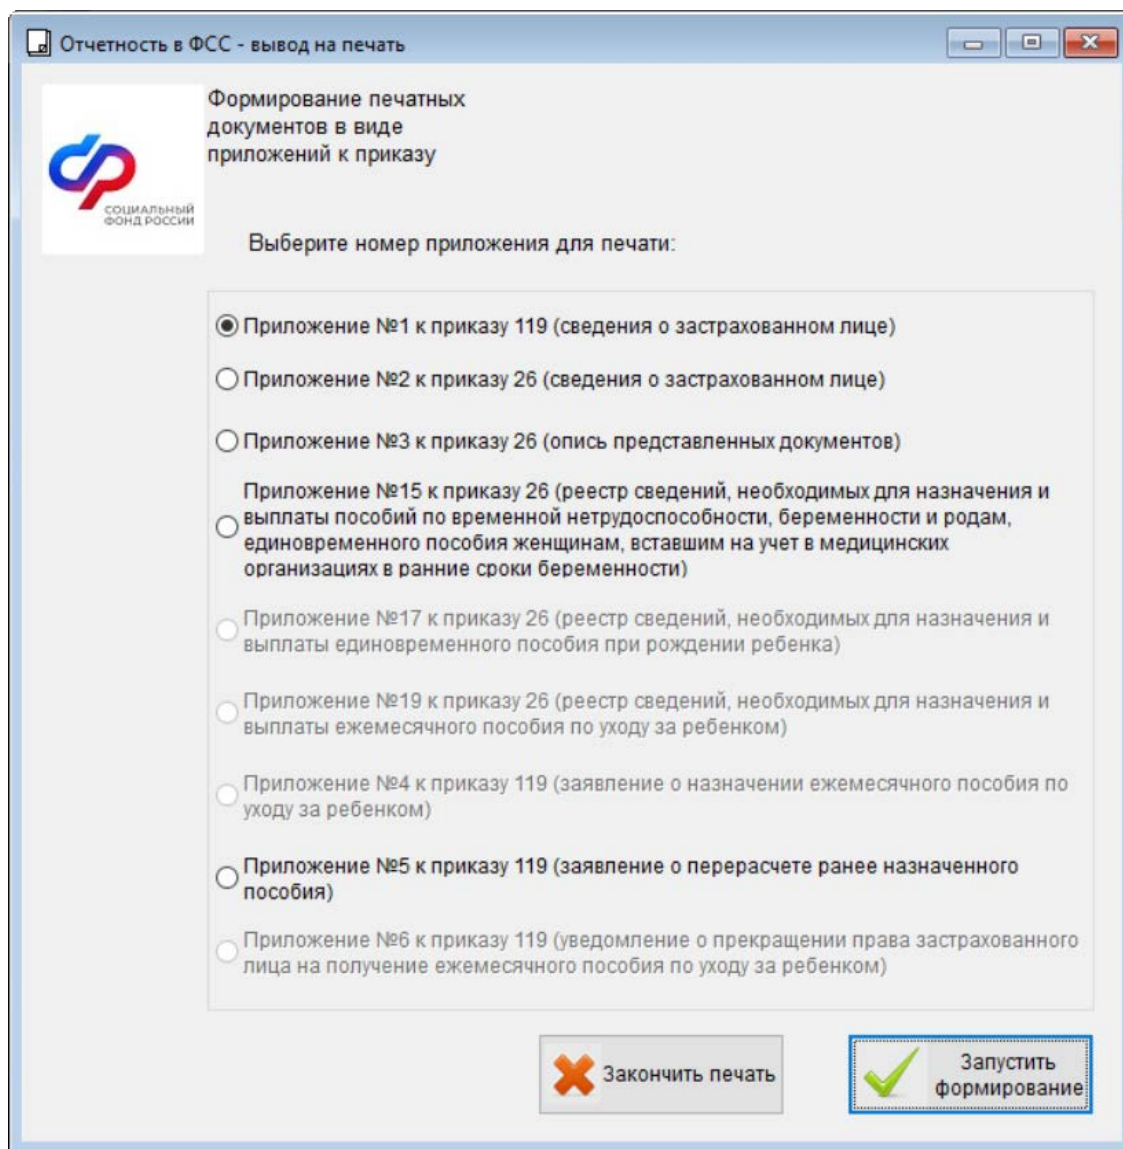 Отчетность в ФСС - вывод на печать
Формирование печатных
документов в виде
приложений к приказу
СОЦИАЛЬНЫЙ
ФОНД РОССИИ
Выберите номер приложения для печати:
Приложение №1 к приказу 119 (сведения о застрахованном лице)
Приложение №2 к приказу 26 (сведения о застрахованном лице)
Приложение №3 к приказу 26 (опись представленных документов)
Приложение №15 к приказу 26 (реестр сведений, необходимых для назначения и
выплаты пособий по временной нетрудоспособности, беременности и родам,
единовременного пособия женщинам, вставшим на учет в медицинских
организациях в ранние сроки беременности)
Приложение №17 к приказу 26 (реестр сведений, необходимых для назначения и
выплаты единовременного пособия при рождении ребенка)
Приложение №19 к приказу 26 (реестр сведений, необходимых для назначения и
выплаты ежемесячного пособия по уходу за ребенком)
Приложение №4 к приказу 119 (заявление о назначении ежемесячного пособия по
уходу за ребенком)
Приложение №5 к приказу 119 (заявление о перерасчете ранее назначенного
пособия)
Приложение №6 к приказу 119 (уведомление о прекращении права застрахованного
лица на получение ежемесячного пособия по уходу за ребенком)
Закончить печать
Запустить
формирование